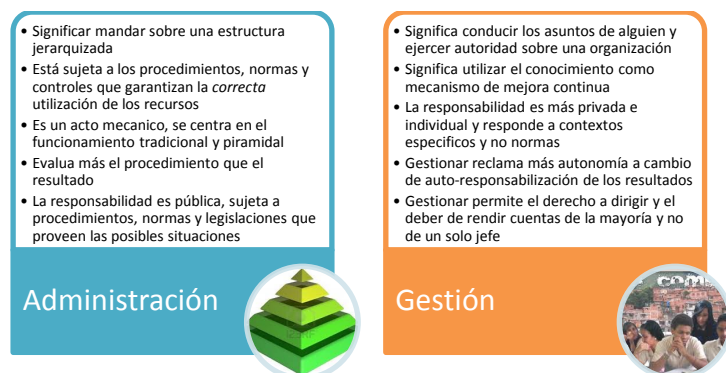 • Significar mandar sobre una estructura
jerarquizada
• Está sujeta a los procedimientos, normas y
controles que garantizan la correcta
utilización de los recursos
• Es un acto mecanico, se centra en el
funcionamiento tradicional y piramidal
• Evalua más el procedimiento que el
resultado
• La responsabilidad es pública, sujeta a
procedimientos, normas y legislaciones que
proveen las posibles situaciones
Administración
• Significa conducir los asuntos de alguien y
ejercer autoridad sobre una organización
• Significa utilizar el conocimiento como
mecanismo de mejora continua
• La responsabilidad es más privada e
individual y responde a contextos
especificos y no normas
• Gestionar reclama más autonomía a cambio
de auto-responsabilización de los resultados
• Gestionar permite el derecho a dirigir y el
deber de rendir cuentas de la mayoría y no
de un solo jefe
Gestión